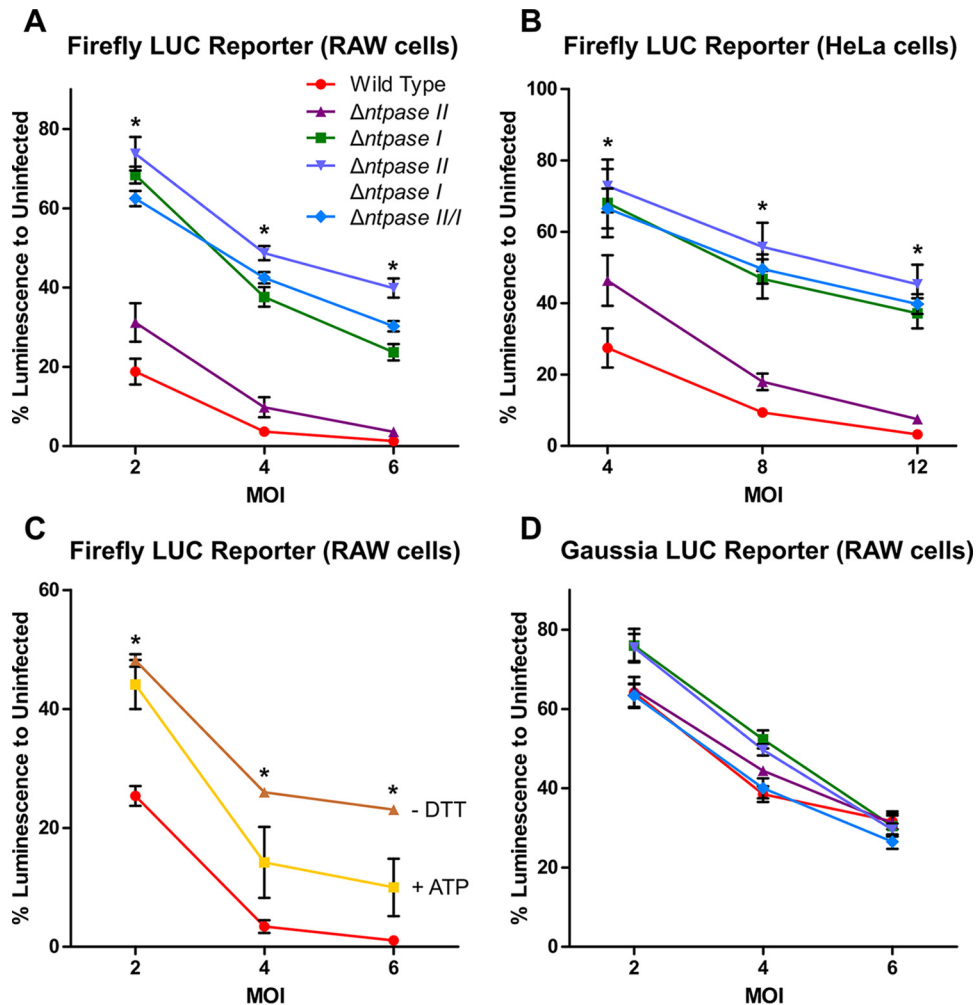 A
Firefly LUC Reporter (RAW cells)
% Luminescence to Uninfected
80
60
40
20
0
*
*
*
Wild Type
Δntpase II
Δntpase I
Δntpase II
Δntpase I
Δntpase II/I
2
4
6
MOI
B
Firefly LUC Reporter (HeLa cells)
% Luminescence to Uninfected
100
80
60
40
20
0
*
*
*
4
8
12
MOI
C
Firefly LUC Reporter (RAW cells)
% Luminescence to Uninfected
60
40
20
0
*
*
*
- DTT
+ ATP
2
4
6
MOI
D
Gaussia LUC Reporter (RAW cells)
% Luminescence to Uninfected
80
60
40
20
0
2
4
6
MOI